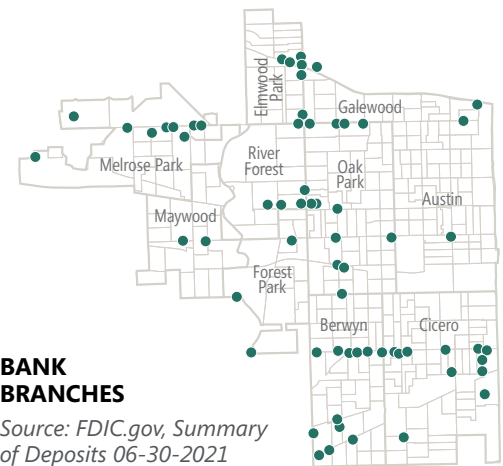 Elmwood
Park
Galewood
River
Forest
Oak
Park
Melrose Park
Austin
Maywood
Forest
Park
Berwyn
Cicero
BANK
BRANCHES
Source: FDIC.gov, Summary
of Deposits 06-30-2021